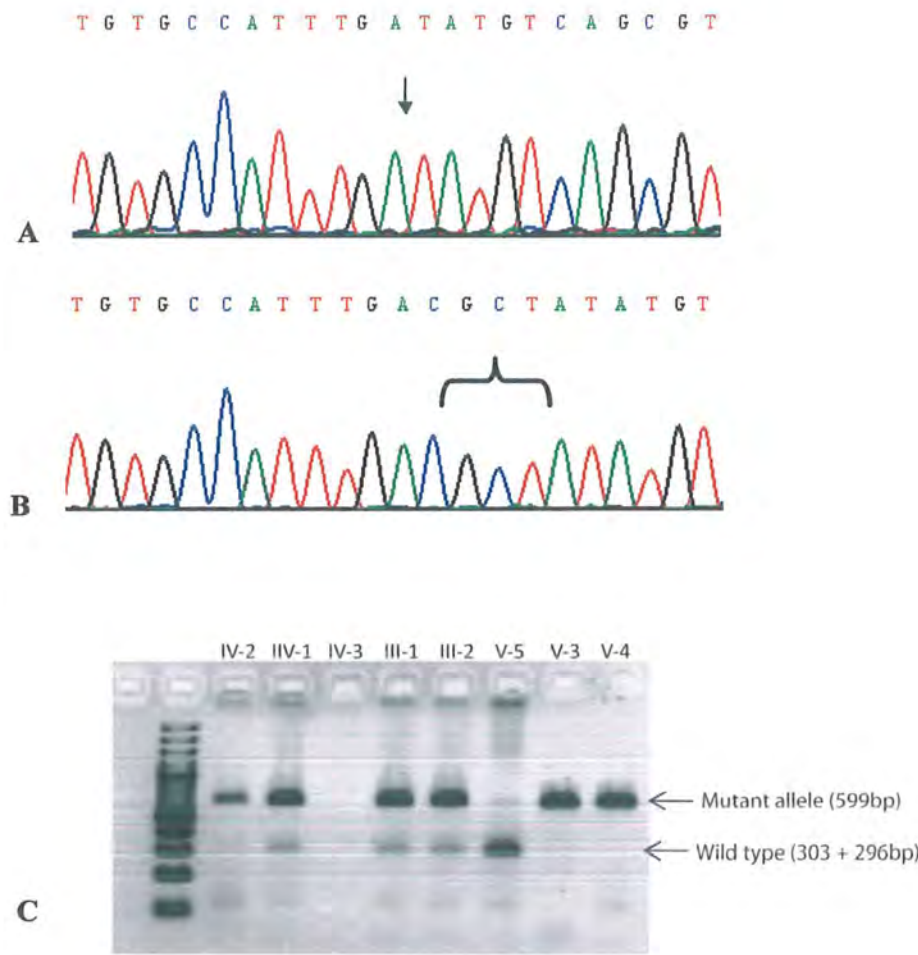 T G T G C C A T T T G A T A T G T C A G C G T
A
T G T G C C A T T T G A C G C T A T A T G T
B
IV-2 IIV-1 IV-3 III-1 III-2 V-5 V-3 V-4
Mutant allele (599bp)
Wild type (303 + 296bp)
C